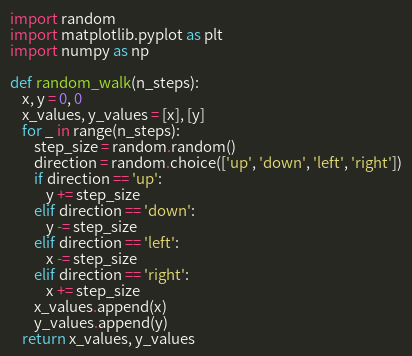 import random
import matplotlib.pyplot as plt
import numpy as np

def random_walk(n_steps):
    x, y = 0, 0
    x_values, y_values = [x], [y]
    for _ in range(n_steps):
        step_size = random.random()
        direction = random.choice(['up', 'down', 'left', 'right'])
        if direction == 'up':
            y += step_size
        elif direction == 'down':
            y -= step_size
        elif direction == 'left':
            x -= step_size
        elif direction == 'right':
            x += step_size
        x_values.append(x)
        y_values.append(y)
    return x_values, y_values